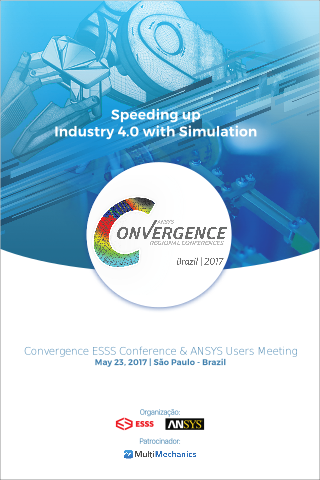 Speeding up
Industry 4.0 with Simulation
ANSYS
CONVERGENCE
REGIONAL CONFERENCES
Brazil | 2017
Convergence ESSS Conference & ANSYS Users Meeting
May 23, 2017 | São Paulo - Brazil
Organização:
ESSS ANSYS
Patrocinador:
MultiMechanics